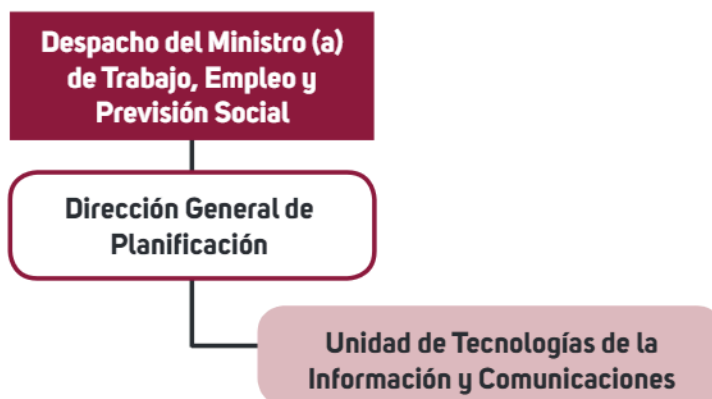 Despacho del Ministro (a)
de Trabajo, Empleo y
Previsión Social
Dirección General de
Planificación
Unidad de Tecnologías de la
Información y Comunicaciones